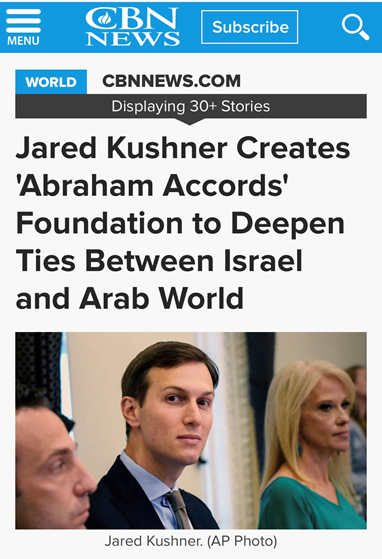 CBN
NEWS
Subscribe
MENU
WORLD CBNNEWS.COM
Displaying 30+ Stories
Jared Kushner Creates
'Abraham Accords'
Foundation to Deepen
Ties Between Israel
and Arab World
Jared Kushner. (AP Photo)